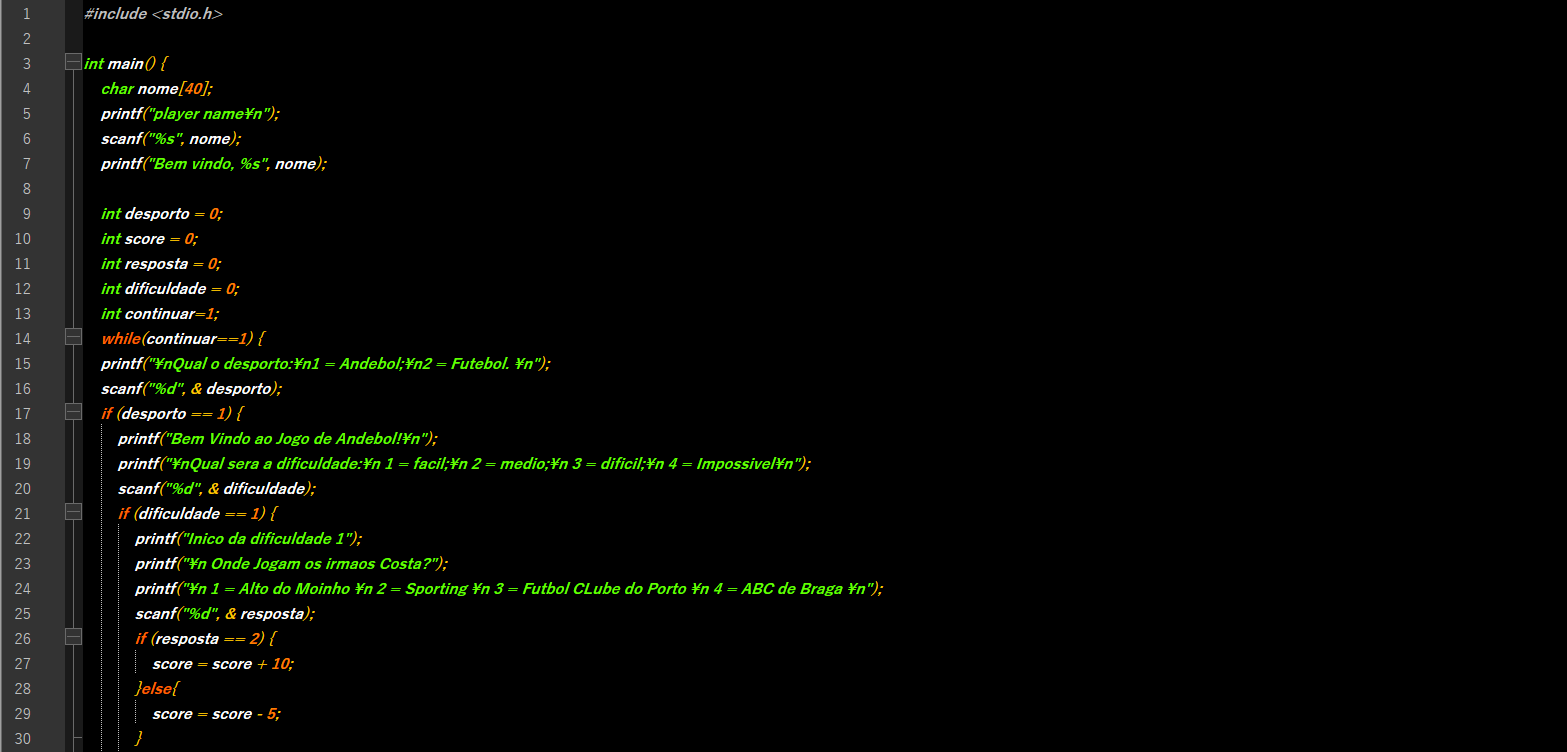 1 #include <stdio.h>
2
3 int main() {
4 char nome[40];
5 printf("player name¥n");
6 scanf("%s", nome);
7 printf("Bem vindo, %s", nome);
8
9 int desporto = 0;
10 int score = 0;
11 int resposta = 0;
12 int dificuldade = 0;
13 int continuar=1;
14 while(continuar==1) {
15 printf("¥nQual o desporto:¥n1 = Andebol;¥n2 = Futebol. ¥n");
16 scanf("%d", & desporto);
17 if (desporto == 1) {
18 printf("Bem Vindo ao Jogo de Andebol!¥n");
19 printf("¥nQual sera a dificuldade:¥n 1 = facil;¥n 2 = medio;¥n 3 = dificil;¥n 4 = Impossivel¥n");
20 scanf("%d", & dificuldade);
21 if (dificuldade == 1) {
22 printf("Inico da dificuldade 1");
23 printf("¥n Onde Jogam os irmaos Costa?");
24 printf("¥n 1 = Alto do Moinho ¥n 2 = Sporting ¥n 3 = Futbol CLube do Porto ¥n 4 = ABC de Braga ¥n");
25 scanf("%d", & resposta);
26 if (resposta == 2) {
27 score = score + 10;
28 }else{
29 score = score - 5;
30 }